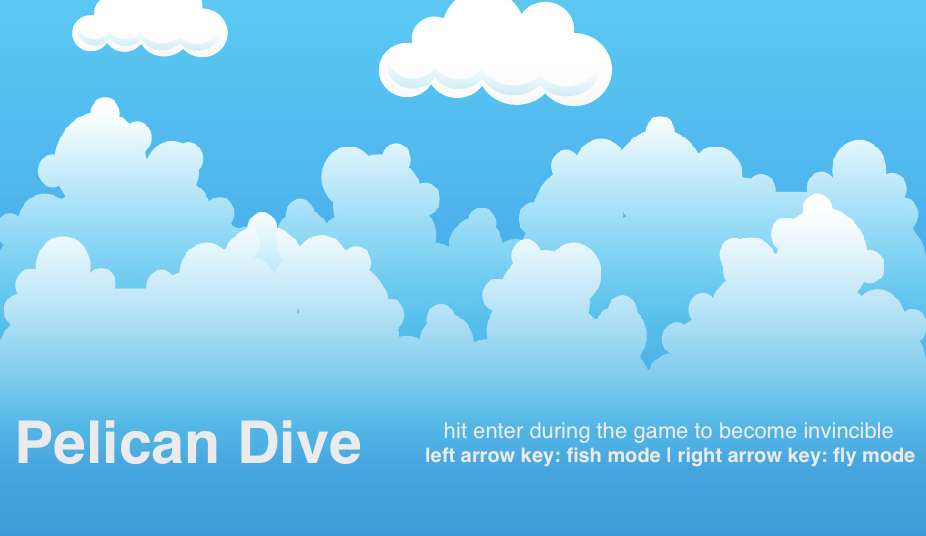 Pelican Dive
hit enter during the game to become invincible
left arrow key: fish mode | right arrow key: fly mode